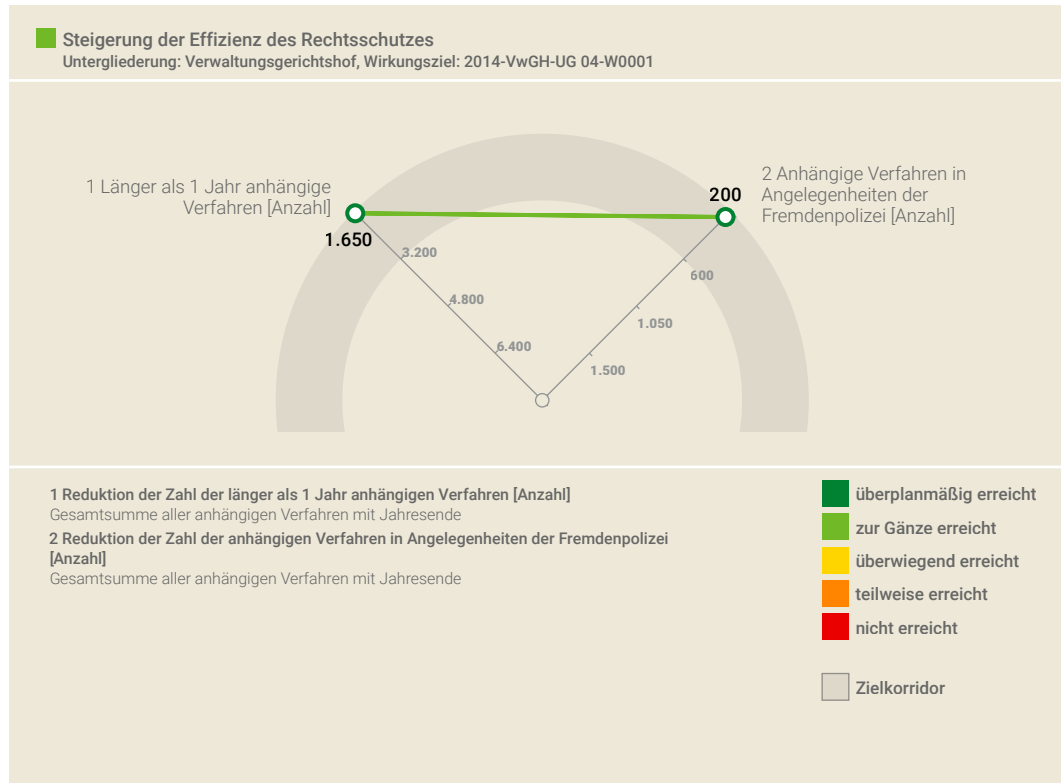 Steigerung der Effizienz des Rechtsschutzes
Untergliederung: Verwaltungsgerichtshof, Wirkungsziel: 2014-VwGH-UG 04-W0001
1 Länger als 1 Jahr anhängige
Verfahren [Anzahl]
1.650
3.200
4.800
6.400
2 Anhängige Verfahren in
Angelegenheiten der
Fremdenpolizei [Anzahl]
200
600
1.050
1.500
1 Reduktion der Zahl der länger als 1 Jahr anhängigen Verfahren [Anzahl]
Gesamtsumme aller anhängigen Verfahren mit Jahresende
2 Reduktion der Zahl der anhängigen Verfahren in Angelegenheiten der Fremdenpolizei
[Anzahl]
Gesamtsumme aller anhängigen Verfahren mit Jahresende
überplanmäßig erreicht
zur Gänze erreicht
überwiegend erreicht
teilweise erreicht
nicht erreicht
Zielkorridor